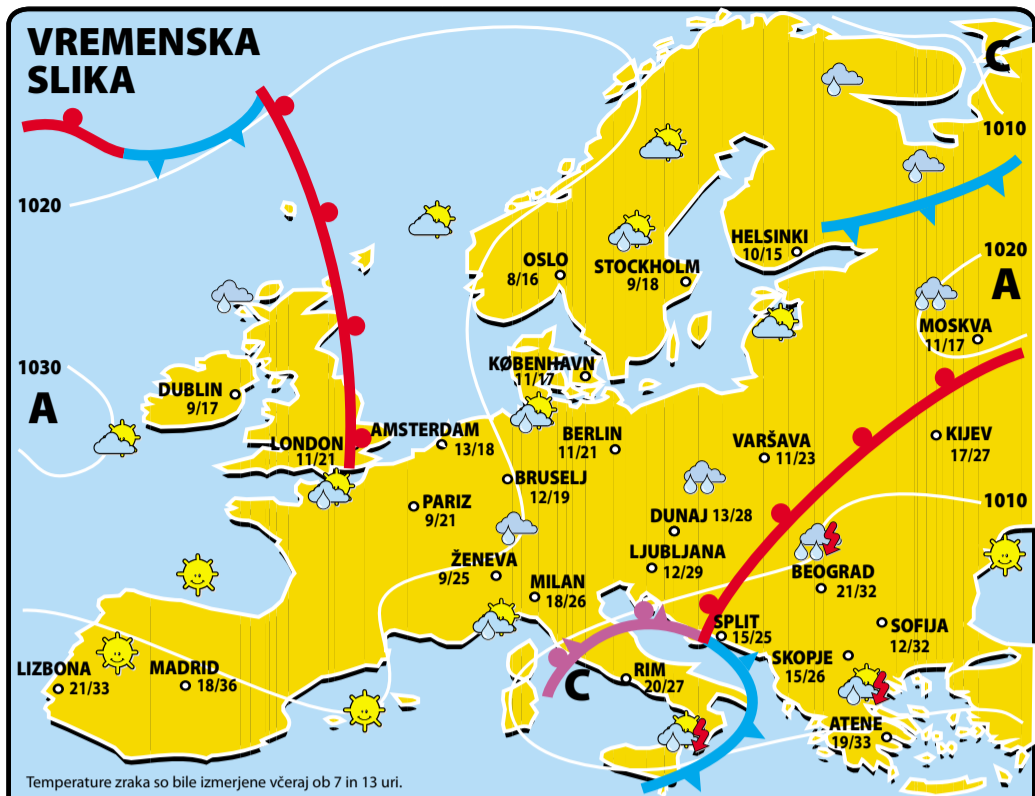 VREMENSKA
SLIKA
C
1010
1020
HELSINKI
10/15
OSLO
8/16
STOCKHOLM
9/18
1020
A
MOSKVA
11/17
1030
A
KØBENHAVN
11/17
DUBLIN
9/17
LONDON
11/21
AMSTERDAM
13/18
BERLIN
11/21
VARŠAVA
11/23
KIJEV
17/27
BRUSELJ
12/19
PARIZ
9/21
1010
DUNAJ 13/28
LJUBLJANA
12/29
ŽENEVA
9/25
MILAN
18/26
BEOGRAD
21/32
SPLIT
15/25
SOFIJA
12/32
SKOPJE
15/26
LIZBONA
21/33
MADRID
18/36
C
RIM
20/27
ATENE
19/33
Temperature zraka so bile izmerjene včeraj ob 7 in 13 uri.